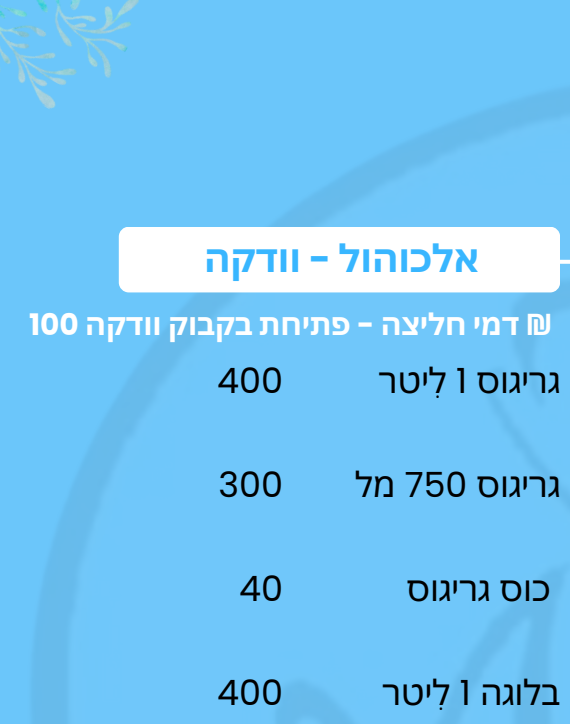 אלכוהול - וודקה
₪ דמי חליצה - פתיחת בקבוק וודקה 100
גריגוס 1 לִיטר 400
גריגוס 750 מל 300
כוס גריגוס 40
בלוגה 1 לִיטר 400